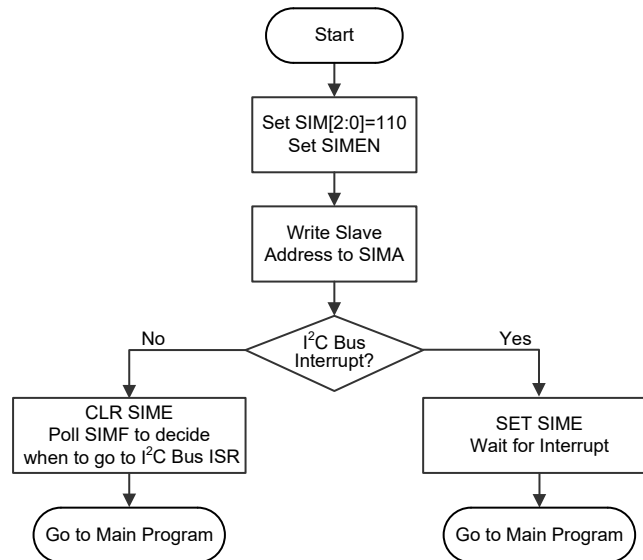 Start
Set SIM[2:0]=110
Set SIMEN
Write Slave
Address to SIMA
I²C Bus
Interrupt?
No
Yes
CLR SIME
Poll SIMF to decide
when to go to I²C Bus ISR
SET SIME
Wait for Interrupt
Go to Main Program
Go to Main Program